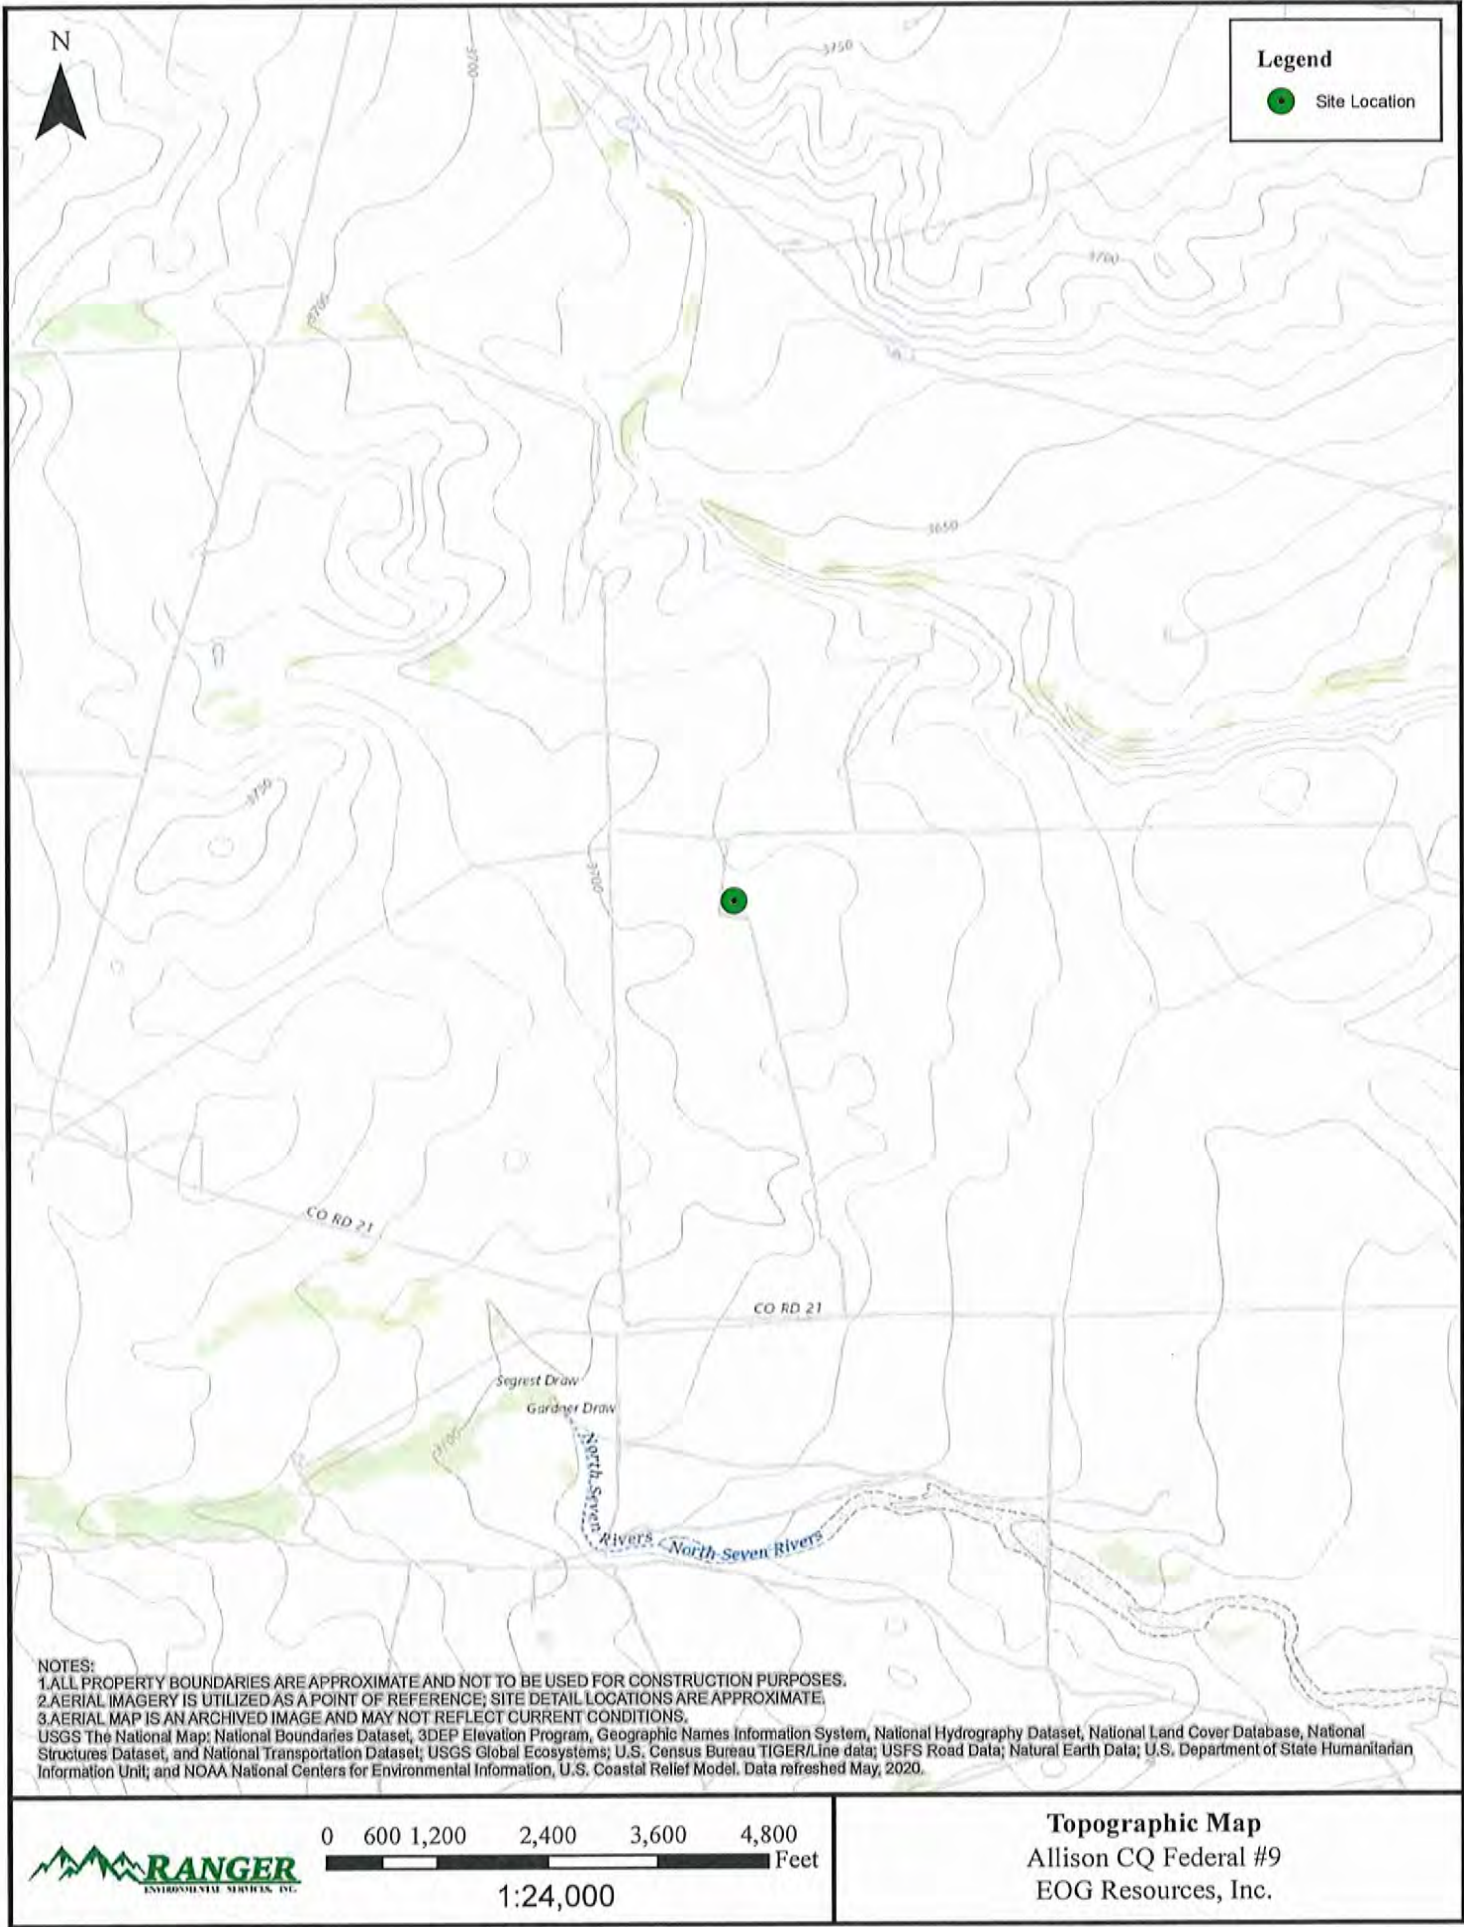 N
Legend
Site Location
3750
3700
3700
3700
3650
3750
3700
CO RD 21
CO RD 21
Segrest Draw
Gardner Draw
3700
North Seven Rivers
North Seven Rivers
NOTES:
1.ALL PROPERTY BOUNDARIES ARE APPROXIMATE AND NOT TO BE USED FOR CONSTRUCTION PURPOSES.
2.AERIAL IMAGERY IS UTILIZED AS A POINT OF REFERENCE; SITE DETAIL LOCATIONS ARE APPROXIMATE.
3.AERIAL MAP IS AN ARCHIVED IMAGE AND MAY NOT REFLECT CURRENT CONDITIONS.
USGS The National Map: National Boundaries Dataset, 3DEP Elevation Program, Geographic Names Information System, National Hydrography Dataset, National Land Cover Database, National
Structures Dataset, and National Transportation Dataset; USGS Global Ecosystems; U.S. Census Bureau TIGER/Line data; USFS Road Data; Natural Earth Data; U.S. Department of State Humanitarian
Information Unit; and NOAA National Centers for Environmental Information, U.S. Coastal Relief Model. Data refreshed May, 2020.
RANGER
ENVIRONMENTAL SERVICES, INC.
0 600 1,200 2,400 3,600 4,800
Feet
1:24,000
Topographic Map
Allison CQ Federal #9
EOG Resources, Inc.